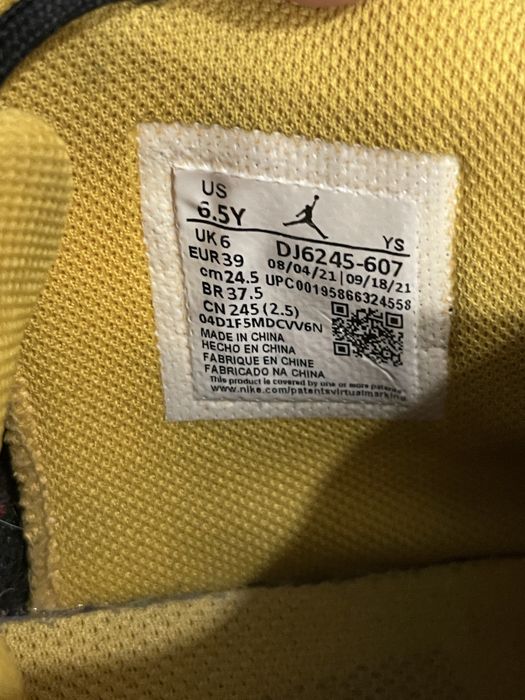 US
6.5Y
YS
UK 6
DJ6245-607
EUR 39
08/04/21 | 09/18/21
cm 24.5
UPC 00195866324558
BR 37.5
CN 245 (2.5)
04D1F5MDCVV6N
MADE IN CHINA
HECHO EN CHINA
FABRIQUE EN CHINE
FABRICADO NA CHINA
This product is covered by one or more patents
www.nike.com/patentsvirtualmarking